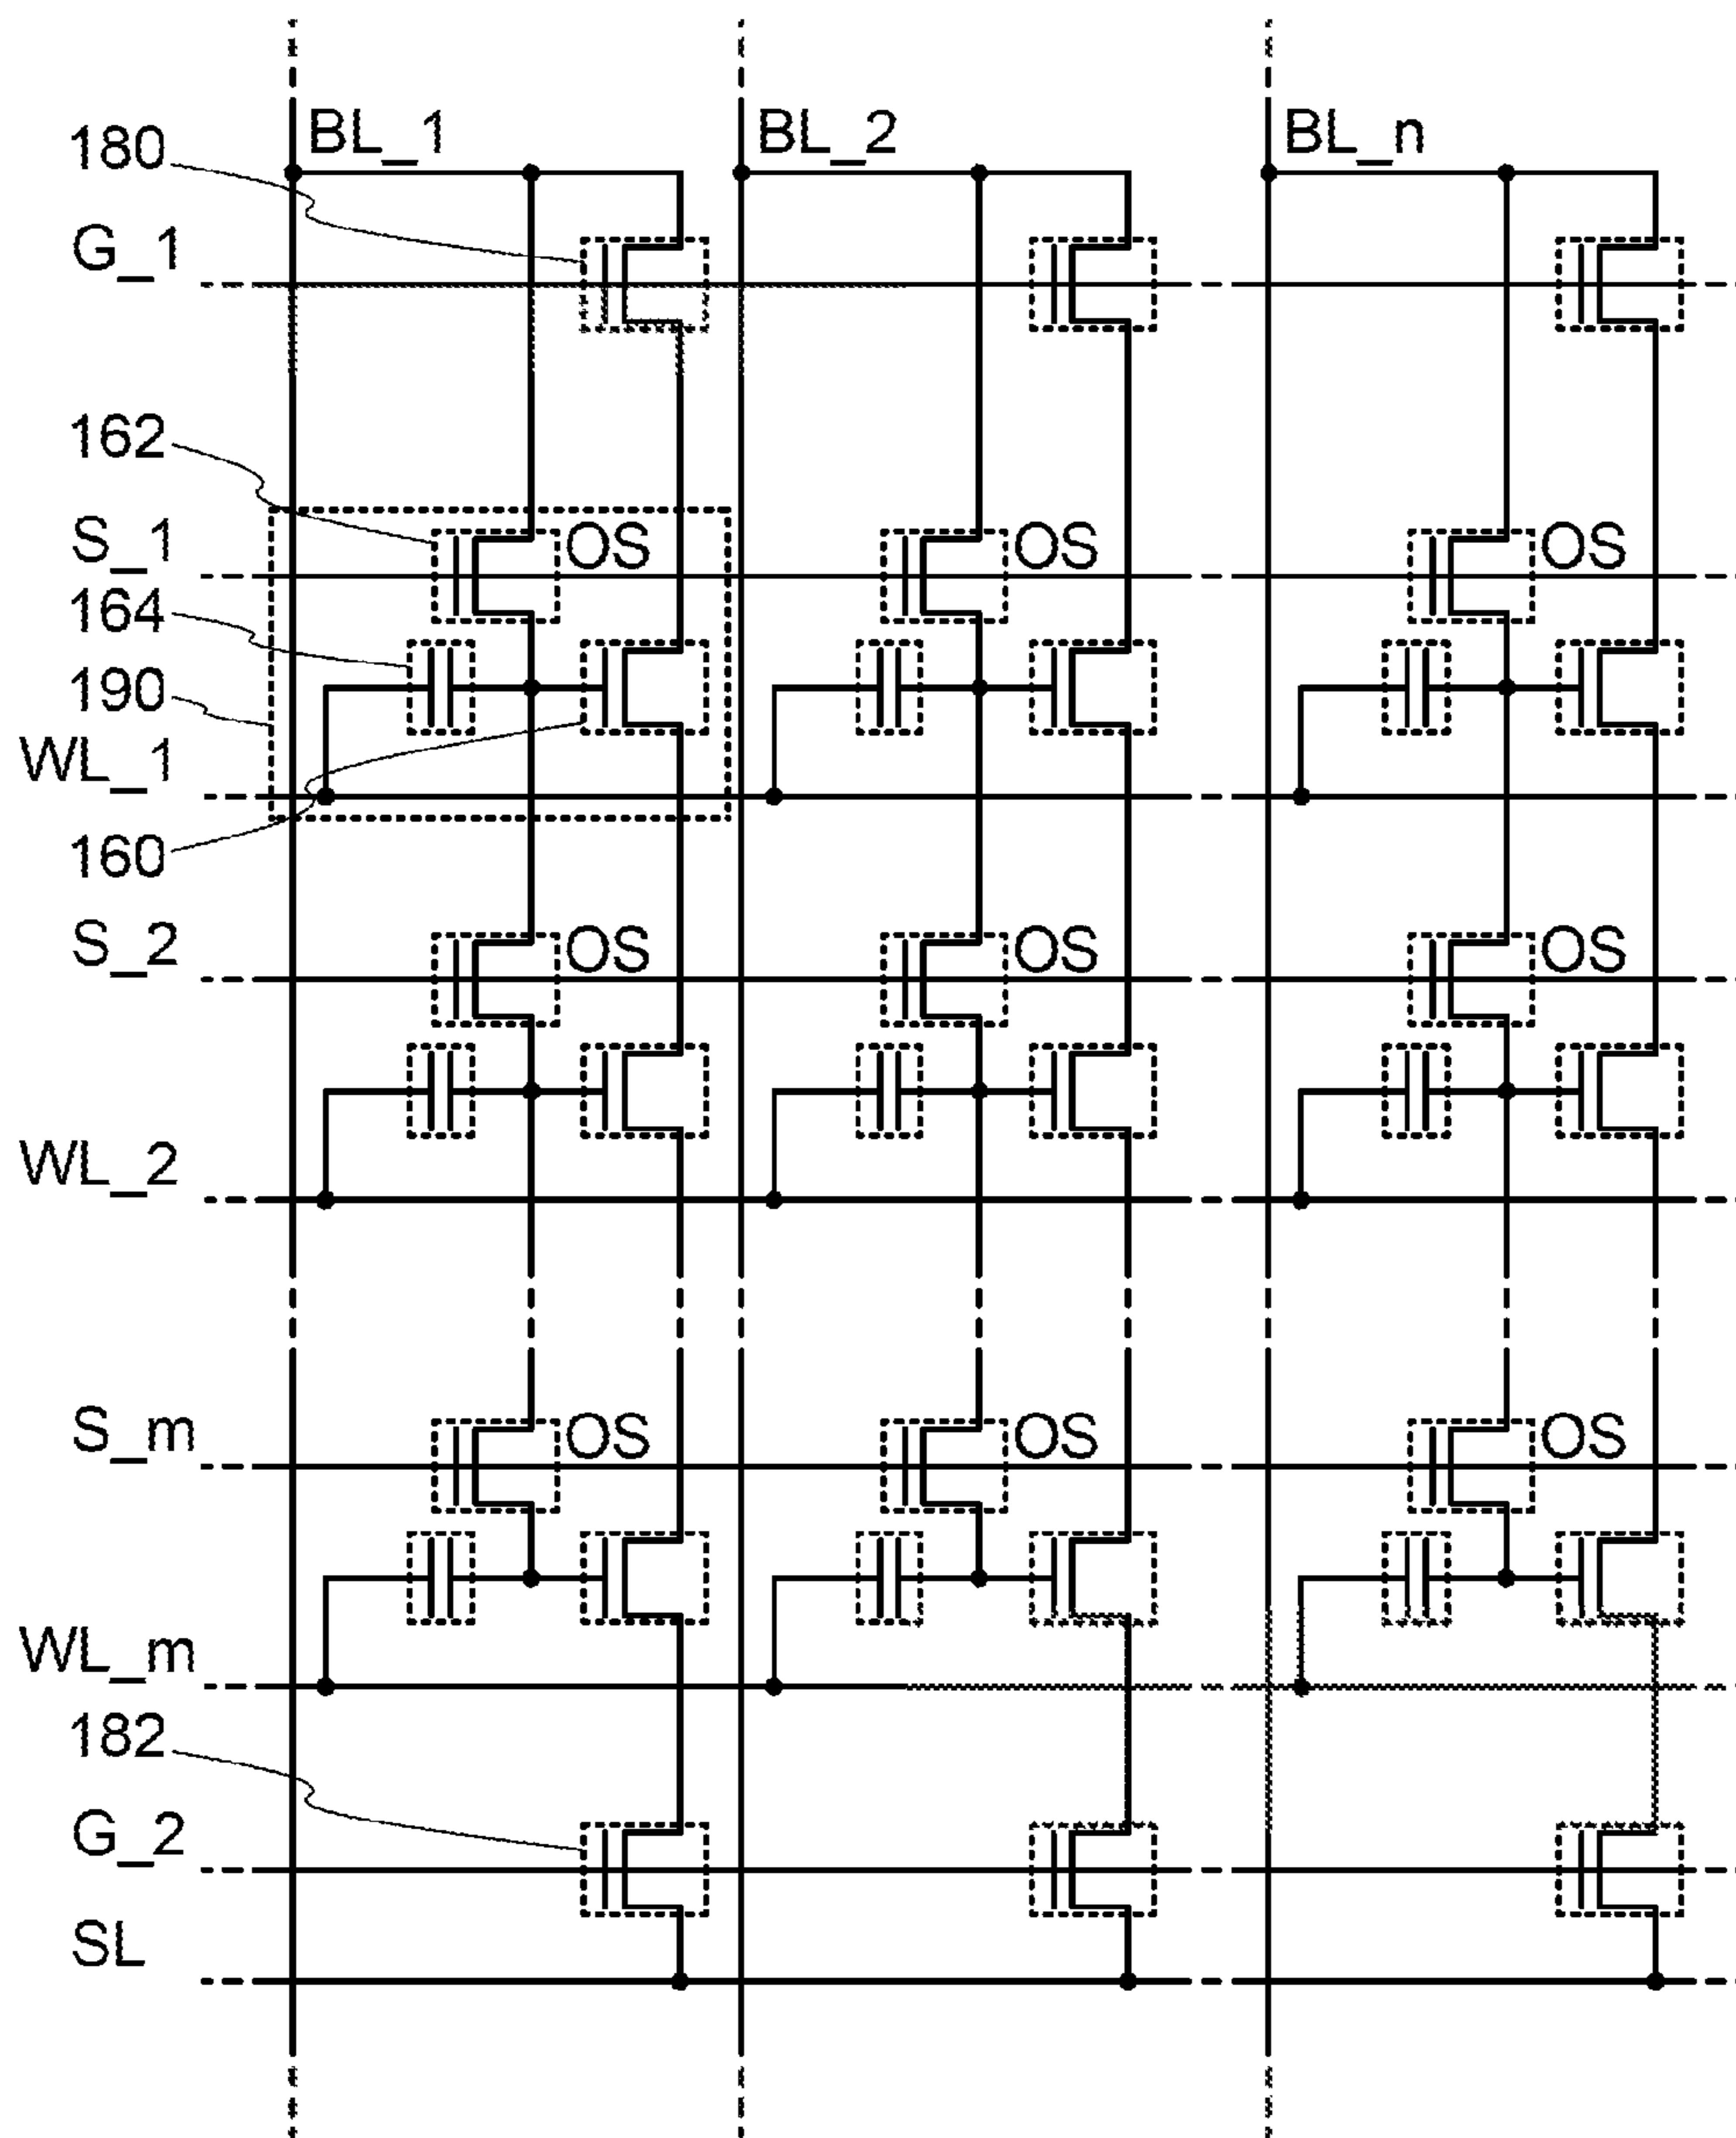 BL_1 BL_2 BL_n
180
G_1
162
S_1 OS OS OS
164
190
WL_1
160
S_2 OS OS OS
WL_2
S_m OS OS OS
WL_m
182
G_2
SL